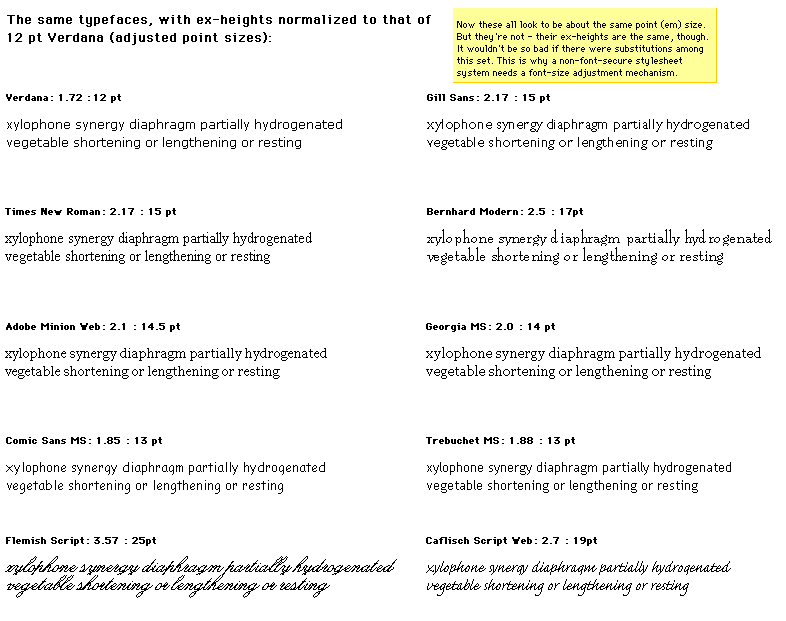 The same typefaces, with ex-heights normalized to that of
12 pt Verdana (adjusted point sizes):
Now these all look to be about the same point (em) size.
But they're not - their ex-heights are the same, though.
It wouldn't be so bad if there were substitutions among
this set. This is why a non-font-secure stylesheet
system needs a font-size adjustment mechanism.
Verdana: 1.72 :12 pt
xylophone synergy diaphragm partially hydrogenated
vegetable shortening or lengthening or resting
Gill Sans: 2.17 : 15 pt
xylophone synergy diaphragm partially hydrogenated
vegetable shortening or lengthening or resting
Times New Roman: 2.17 : 15 pt
xylophone synergy diaphragm partially hydrogenated
vegetable shortening or lengthening or resting
Bernhard Modern: 2.5 : 17pt
xylophone synergy diaphragm partially hydrogenated
vegetable shortening or lengthening or resting
Adobe Minion Web: 2.1 : 14.5 pt
xylophone synergy diaphragm partially hydrogenated
vegetable shortening or lengthening or resting
Georgia MS: 2.0 : 14 pt
xylophone synergy diaphragm partially hydrogenated
vegetable shortening or lengthening or resting
Comic Sans MS: 1.85 : 13 pt
xylophone synergy diaphragm partially hydrogenated
vegetable shortening or lengthening or resting
Trebuchet MS: 1.88 : 13 pt
xylophone synergy diaphragm partially hydrogenated
vegetable shortening or lengthening or resting
Flemish Script: 3.57 : 25pt
xylophone synergy diaphragm partially hydrogenated
vegetable shortening or lengthening or resting
Caflisch Script Web: 2.7 : 19pt
xylophone synergy diaphragm partially hydrogenated
vegetable shortening or lengthening or resting